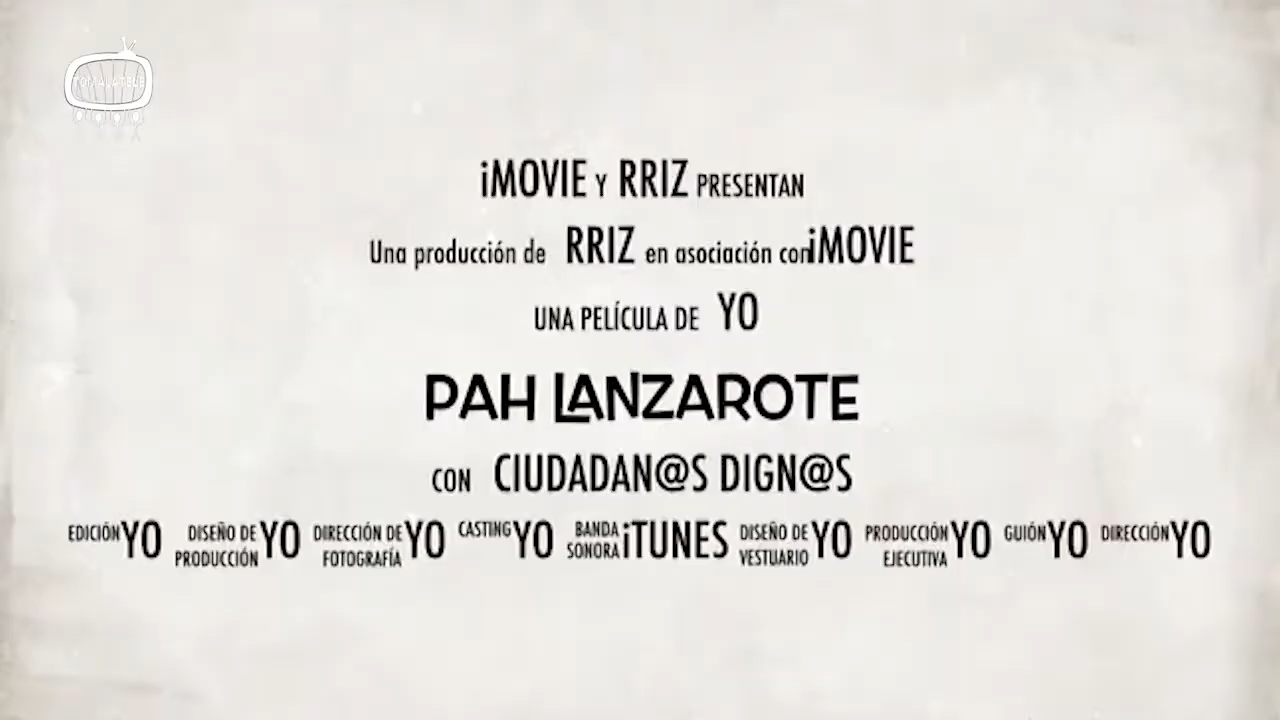 iMOVIE Y RRIZ PRESENTAN
Una producción de RRIZ en asociación con iMOVIE
UNA PELÍCULA DE YO
PAH LANZAROTE
CON CIUDADAN@S DIGN@S
EDICIÓN YO DISEÑO DE PRODUCCIÓN YO DIRECCIÓN DE FOTOGRAFÍA YO CASTING YO BANDA SONORA iTUNES DISEÑO DE VESTUARIO YO PRODUCCIÓN EJECUTIVA YO GUIÓN YO DIRECCIÓN YO